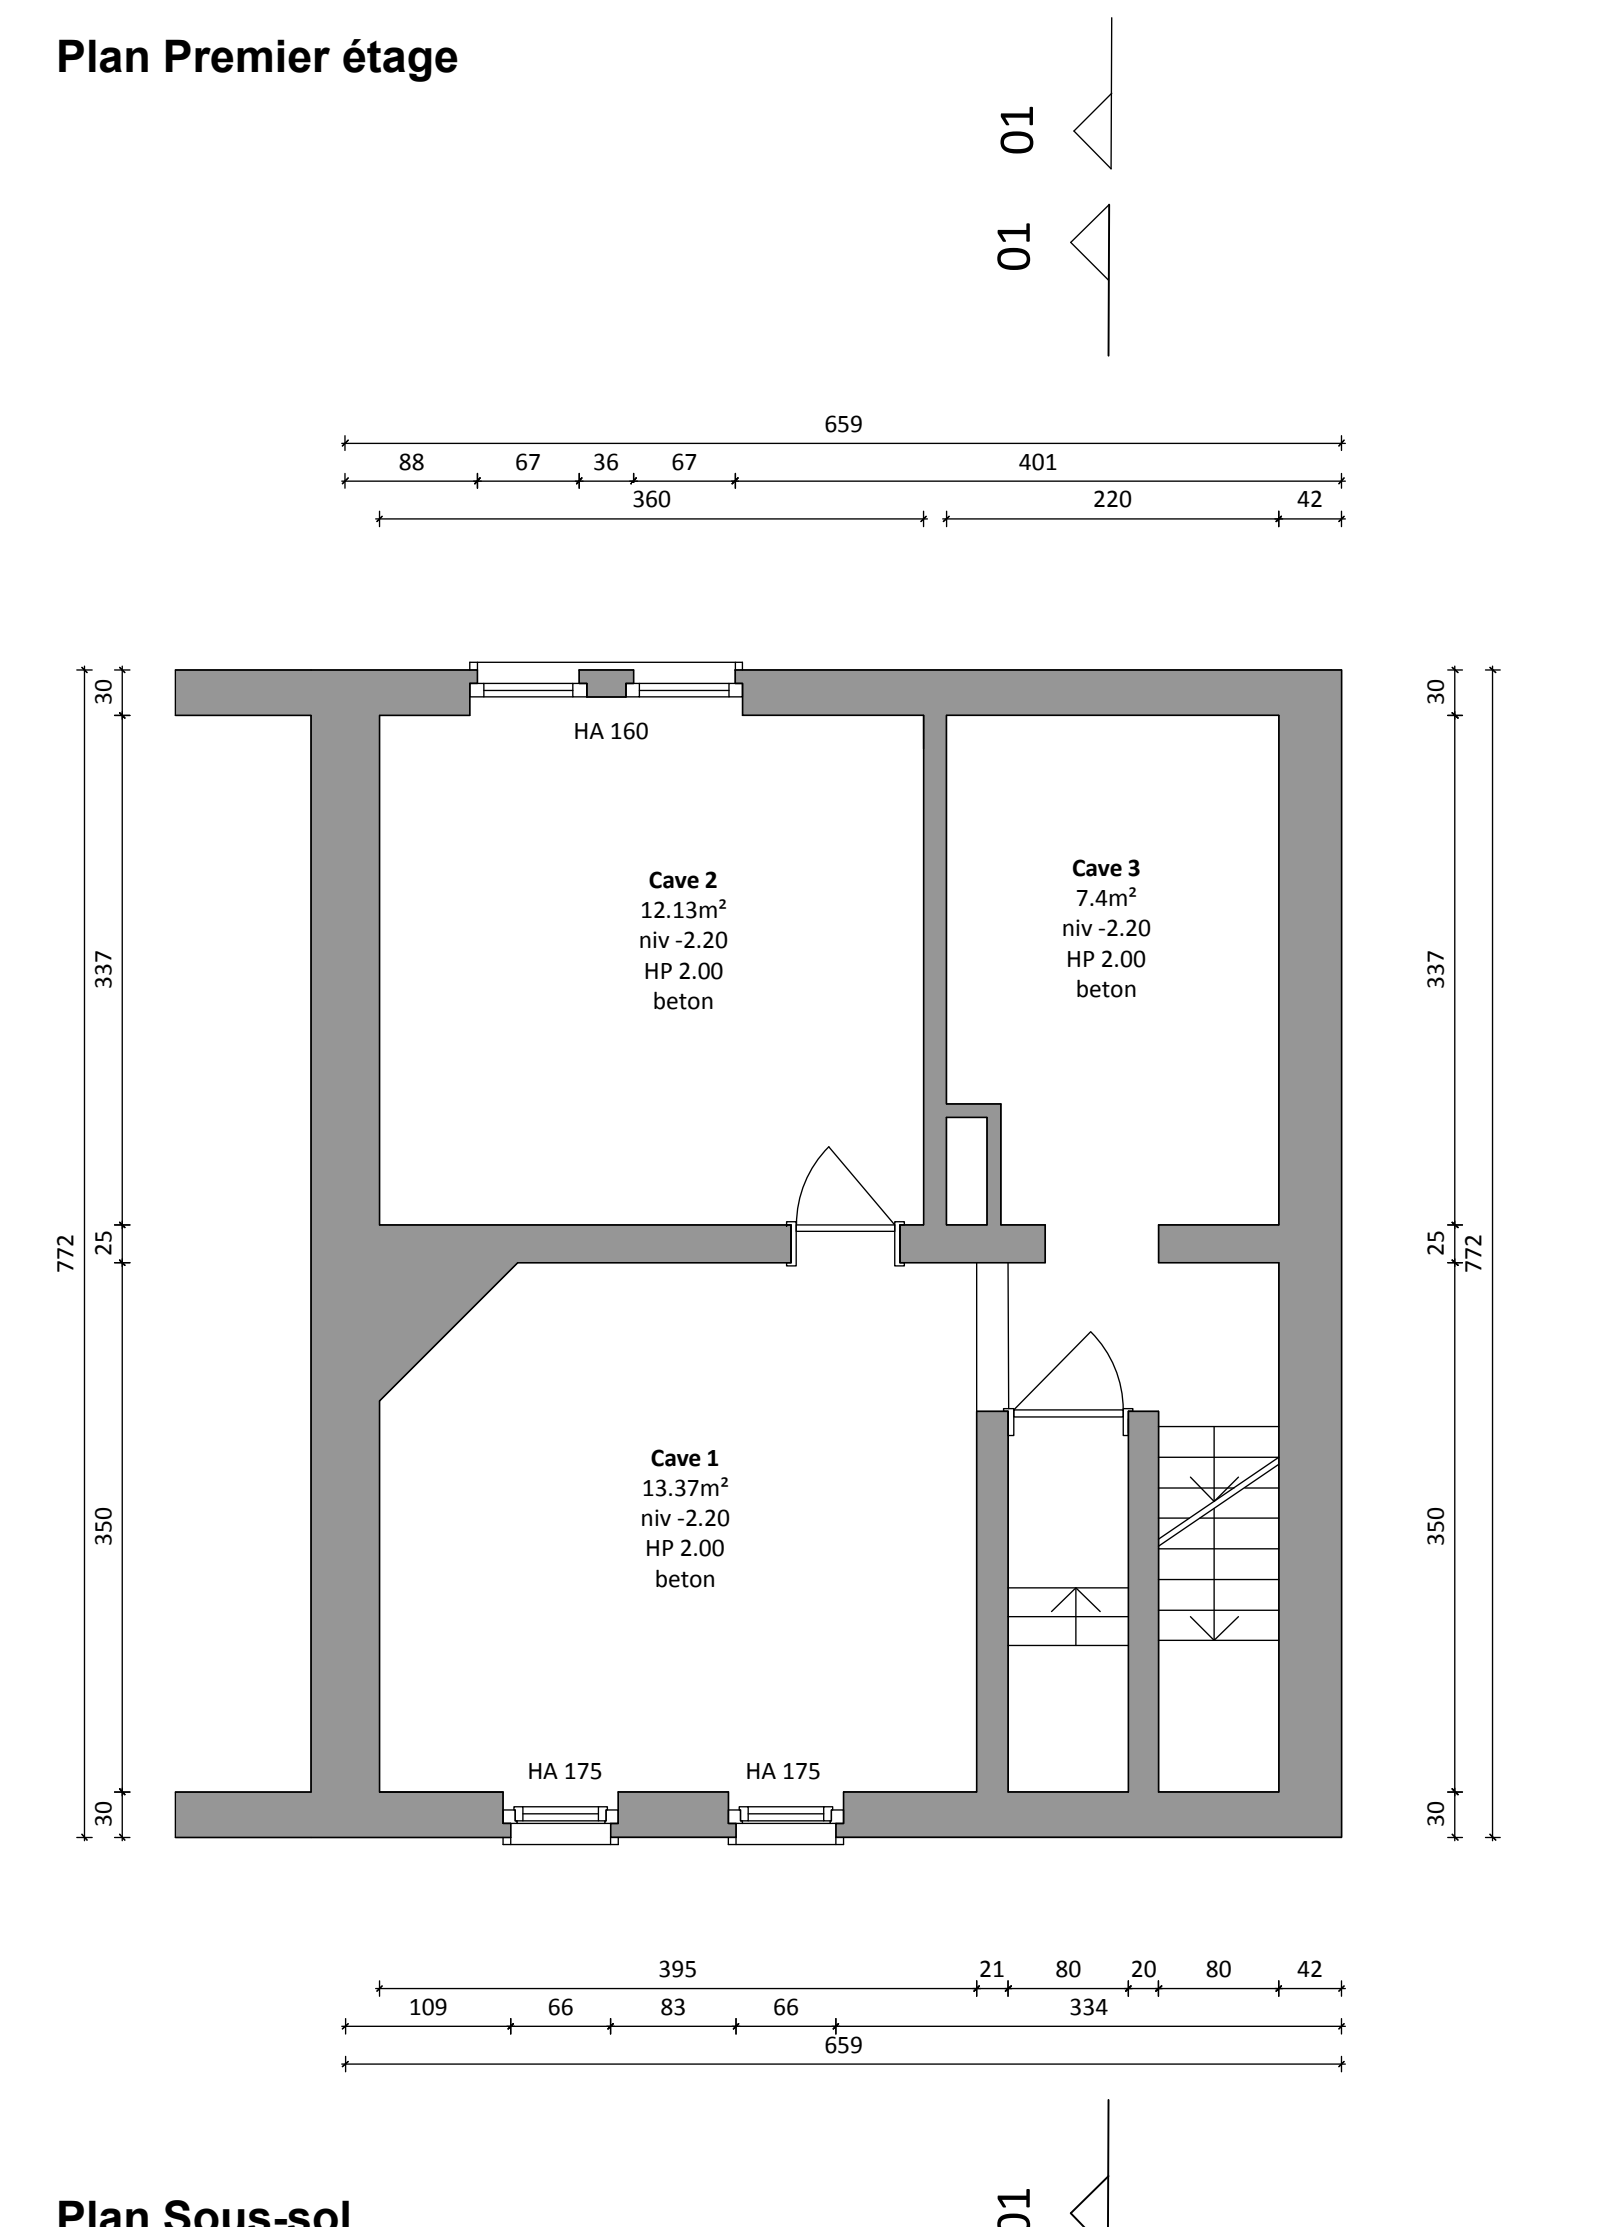 Plan Premier étage
01
01
659
88 67 36 67 401
360 220 42
30
30
HA 160
Cave 2
12.13m²
niv -2.20
HP 2.00
beton
Cave 3
7.4m²
niv -2.20
HP 2.00
beton
337
337
772
25
25
772
Cave 1
13.37m²
niv -2.20
HP 2.00
beton
350
350
HA 175 HA 175
30
30
395 21 80 20 80 42
109 66 83 66 334
659
01
Plan Sous-sol